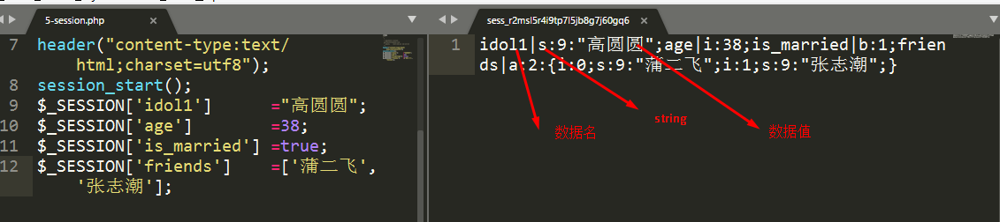 5-session.php
sess_r2msl5r4i9tp7l5jb8g7j60gq6
7 header("content-type:text/
html;charset=utf8");
8 session_start();
9 $_SESSION['idol1'] ="高圆圆";
10 $_SESSION['age'] =38;
11 $_SESSION['is_married'] =true;
12 $_SESSION['friends'] =['蒲二飞',
'张志潮'];
1 idol1|s:9:"高圆圆";age|i:38;is_married|b:1;frien
ds|a:2:{i:0;s:9:"蒲二飞";i:1;s:9:"张志潮";}
数据名
string
数据值